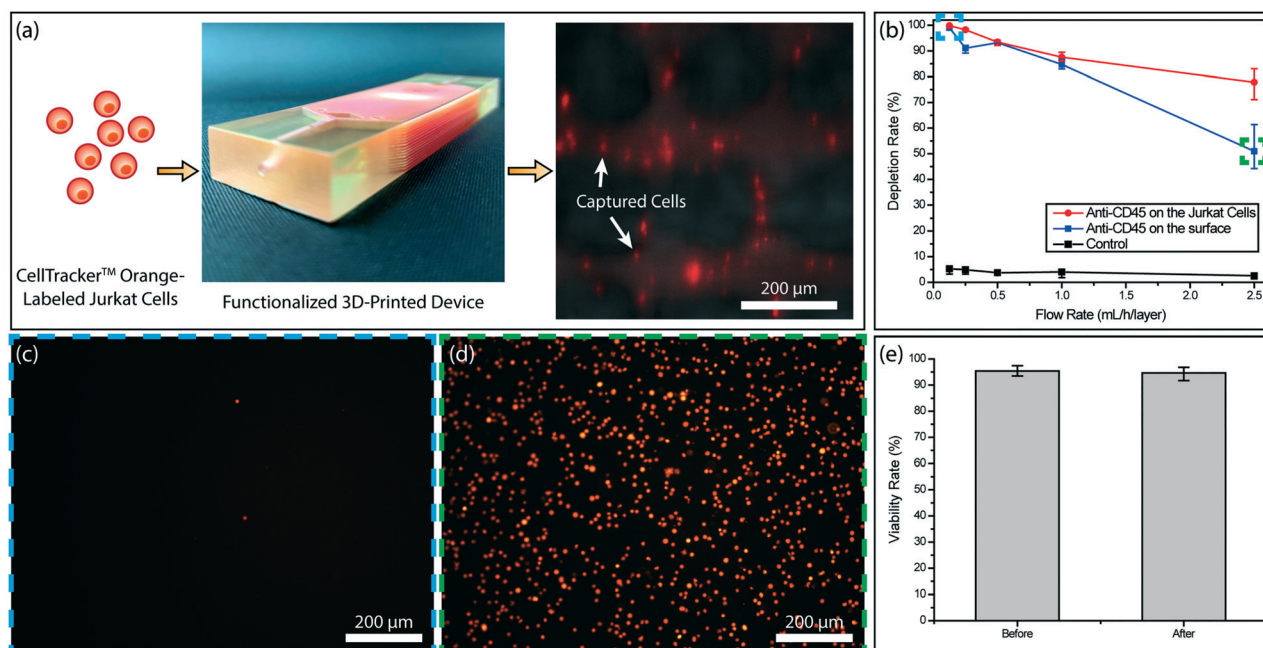 (a)
CellTracker™ Orange-
Labeled Jurkat Cells
Functionalized 3D-Printed Device
Captured Cells
200 µm
(b)
Depletion Rate (%)
100
90
80
70
60
50
40
30
20
10
0
Anti-CD45 on the Jurkat Cells
Anti-CD45 on the surface
Control
0.0 0.5 1.0 1.5 2.0 2.5
Flow Rate (mL/h/layer)
(c)
200 µm
(d)
200 µm
(e)
Viability Rate (%)
100
90
80
70
60
50
40
30
20
10
0
Before After